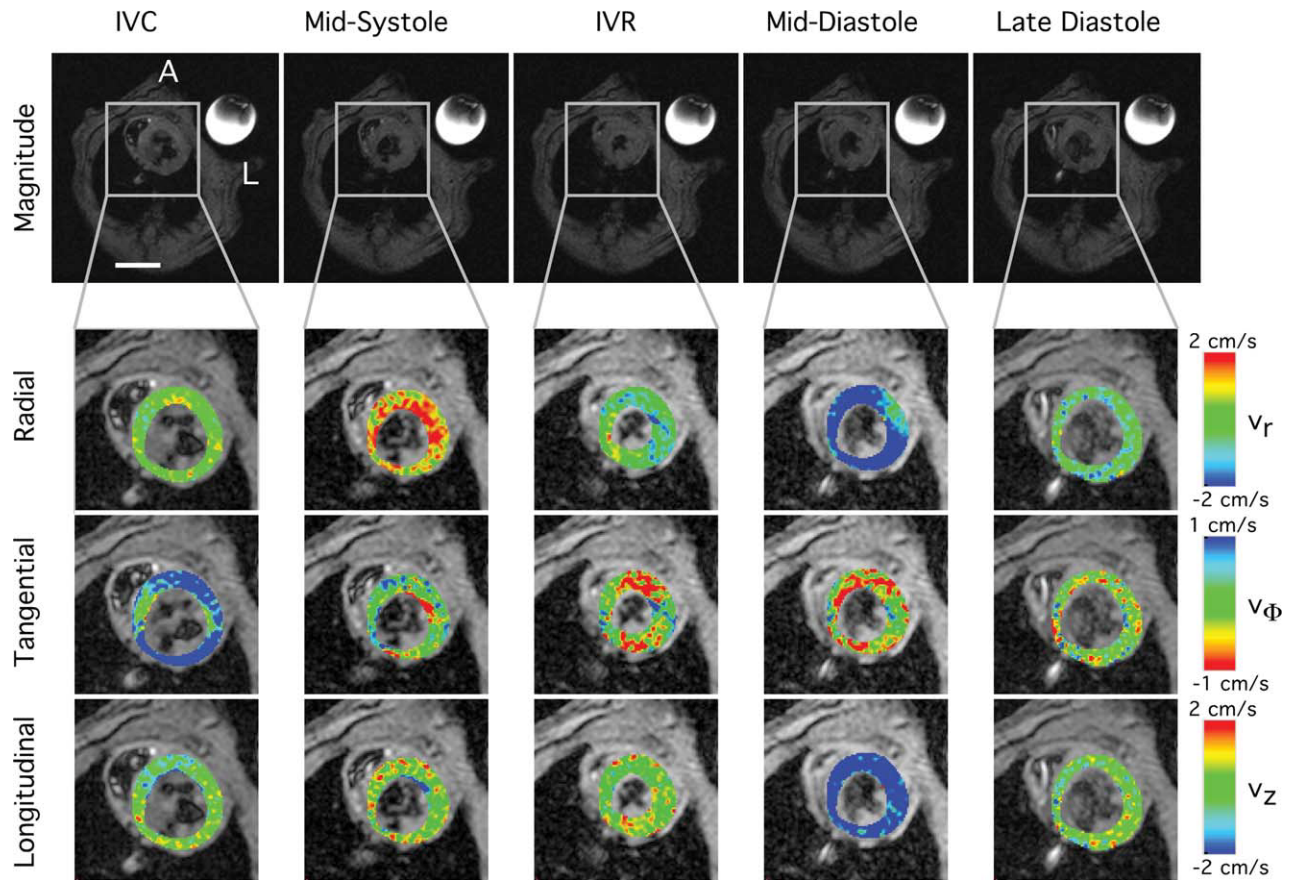 IVC Mid-Systole IVR Mid-Diastole Late Diastole
Magnitude
A
L
Radial
2 cm/s
vr
-2 cm/s
Tangential
1 cm/s
vΦ
-1 cm/s
Longitudinal
2 cm/s
vz
-2 cm/s